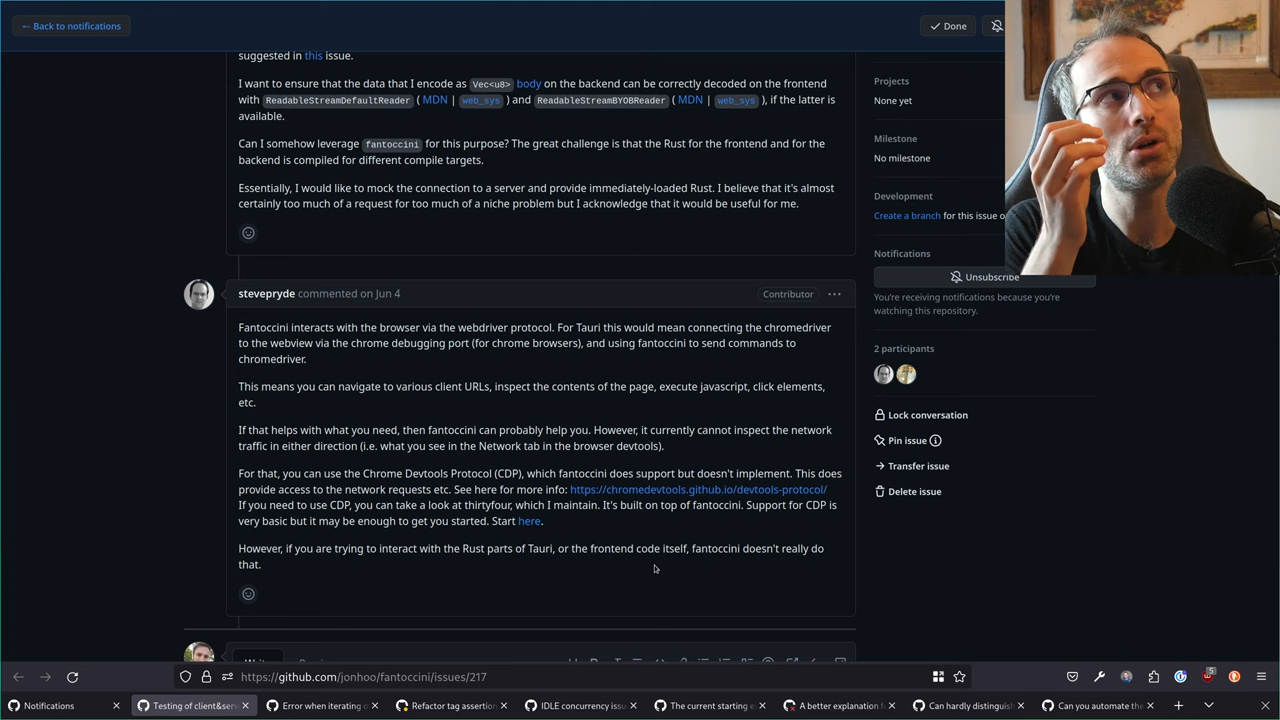 ← Back to notifications
Done
suggested in this issue.
I want to ensure that the data that I encode as Vec<u8> body on the backend can be correctly decoded on the frontend
with ReadableStreamDefaultReader ( MDN | web_sys ) and ReadableStreamBYOBReader ( MDN | web_sys ), if the latter is
available.
Can I somehow leverage fantoccini for this purpose? The great challenge is that the Rust for the frontend and for the
backend is compiled for different compile targets.
Essentially, I would like to mock the connection to a server and provide immediately-loaded Rust. I believe that it's almost
certainly too much of a request for too much of a niche problem but I acknowledge that it would be useful for me.
stevepryde commented on Jun 4
Contributor
Fantoccini interacts with the browser via the webdriver protocol. For Tauri this would mean connecting the chromedriver
to the webview via the chrome debugging port (for chrome browsers), and using fantoccini to send commands to
chromedriver.
This means you can navigate to various client URLs, inspect the contents of the page, execute javascript, click elements,
etc.
If that helps with what you need, then fantoccini can probably help you. However, it currently cannot inspect the network
traffic in either direction (i.e. what you see in the Network tab in the browser devtools).
For that, you can use the Chrome Devtools Protocol (CDP), which fantoccini does support but doesn't implement. This does
provide access to the network requests etc. See here for more info: https://chromedevtools.github.io/devtools-protocol/
If you need to use CDP, you can take a look at thirtyfour, which I maintain. It's built on top of fantoccini. Support for CDP is
very basic but it may be enough to get you started. Start here.
However, if you are trying to interact with the Rust parts of Tauri, or the frontend code itself, fantoccini doesn't really do
that.
Projects
None yet
Milestone
No milestone
Development
Create a branch for this issue o
Notifications
Unsubscribe
You're receiving notifications because you're
watching this repository.
2 participants
Lock conversation
Pin issue
Transfer issue
Delete issue
https://github.com/jonhoo/fantoccini/issues/217
5
Notifications
Testing of client&ser
Error when iterating o
Refactor tag assertion
IDLE concurrency issu
The current starting e
A better explanation f
Can hardly distinguis
Can you automate the